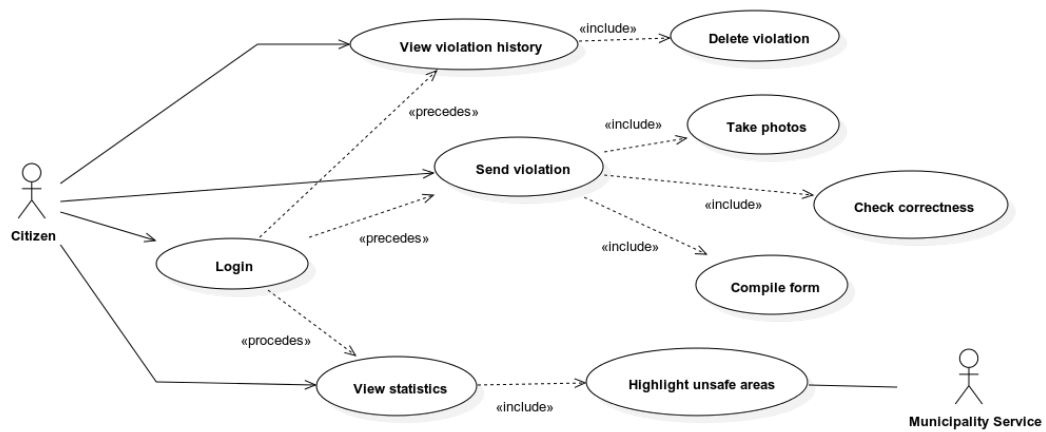 «include»
View violation history
Delete violation
«precedes»
«include»
Take photos
Send violation
«include»
Check correctness
Citizen
«precedes»
«include»
Login
Compile form
«procedes»
View statistics
Highlight unsafe areas
«include»
Municipality Service